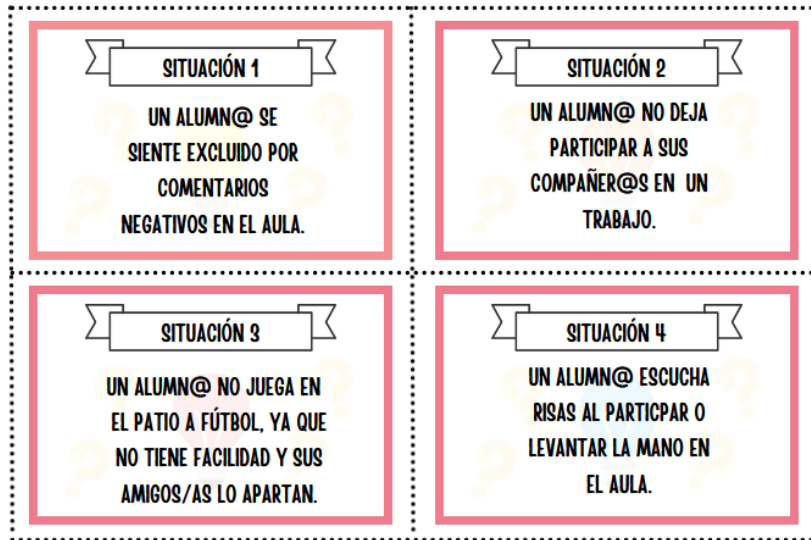 SITUACIÓN 1
UN ALUMN@ SE
SIENTE EXCLUIDO POR
COMENTARIOS
NEGATIVOS EN EL AULA.
SITUACIÓN 2
UN ALUMN@ NO DEJA
PARTICIPAR A SUS
COMPAÑER@S EN UN
TRABAJO.
SITUACIÓN 3
UN ALUMN@ NO JUEGA EN
EL PATIO A FÚTBOL, YA QUE
NO TIENE FACILIDAD Y SUS
AMIGOS/AS LO APARTAN.
SITUACIÓN 4
UN ALUMN@ ESCUCHA
RISAS AL PARTICPAR O
LEVANTAR LA MANO EN
EL AULA.